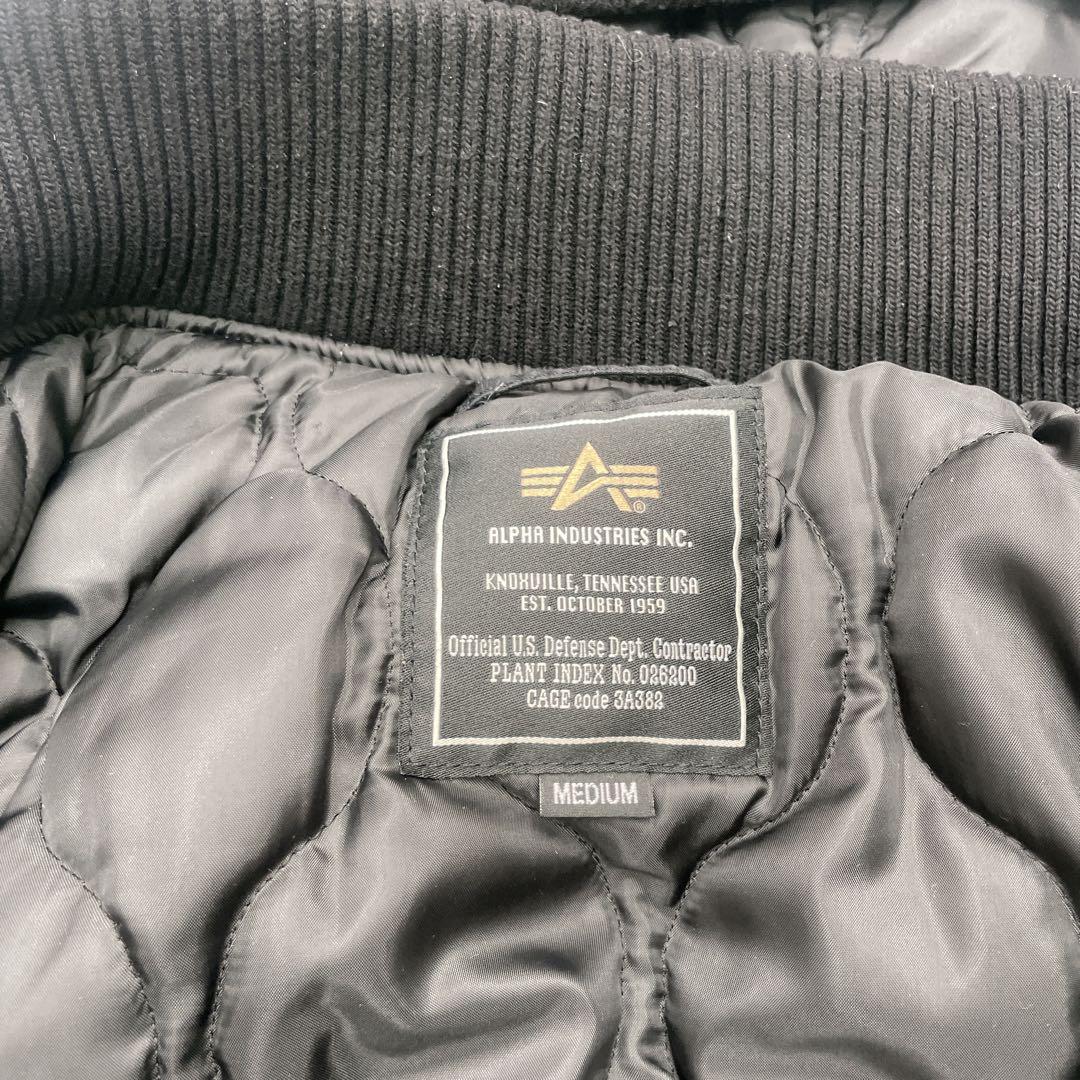 ®
ALPHA INDUSTRIES INC.
KNOXVILLE, TENNESSEE USA
EST. OCTOBER 1959
Official U.S. Defense Dept. Contractor
PLANT INDEX No. 026200
CAGE code 3A382
MEDIUM